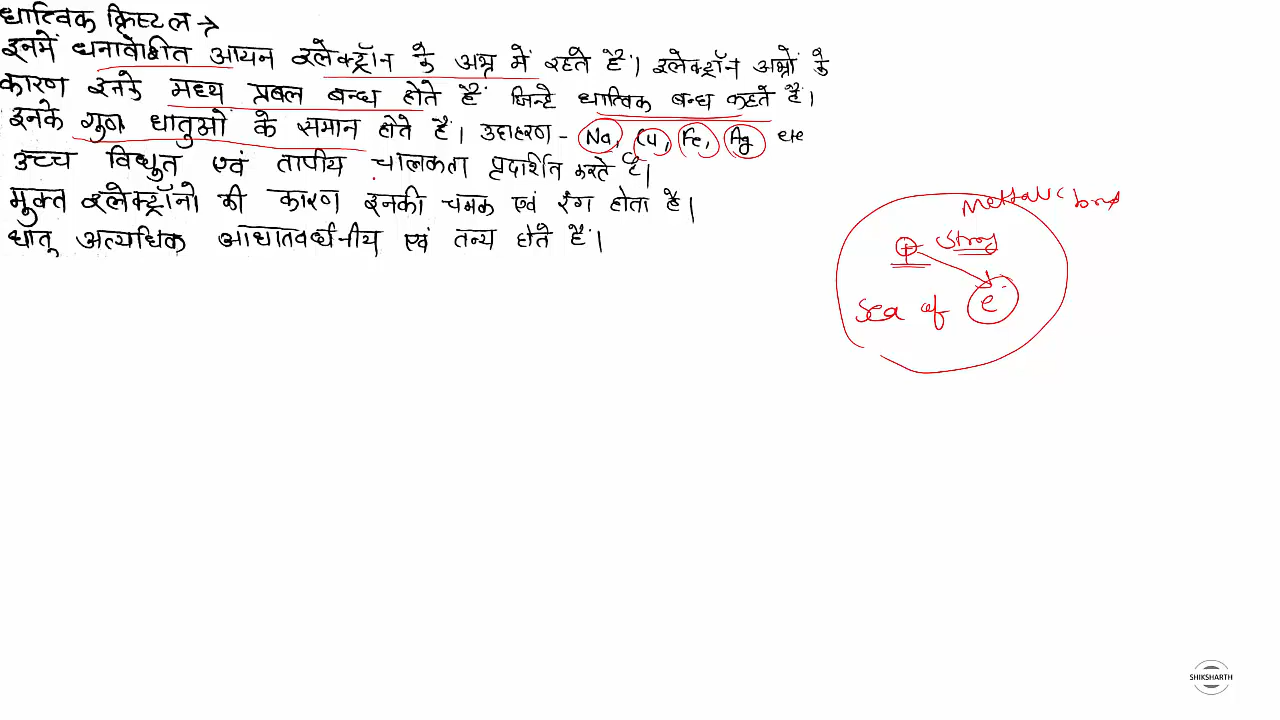 धात्विक क्रिस्टल →
इनमें धनावेशित आयन इलेक्ट्रॉन के अभ्र में रहते हैं। इलेक्ट्रॉन अभ्रों के
कारण इनके मध्य प्रबल बन्ध होते हैं जिन्हे धात्विक बन्ध कहते है।
इनके गुण धातुओं के समान होते है। उदाहरण - Na, Cu, Fe, Ag etc
उच्च विद्युत एवं तापीय चालकता प्रदर्शित करते है।
मुक्त इलेक्ट्रॉनो की कारण इनकी चमक एवं रंग होता है।
धातु अत्यधिक आघातवर्धनीय एवं तन्य होते है।
Metallic
+ strong
Sea of e⁻
SHIKSHARTH